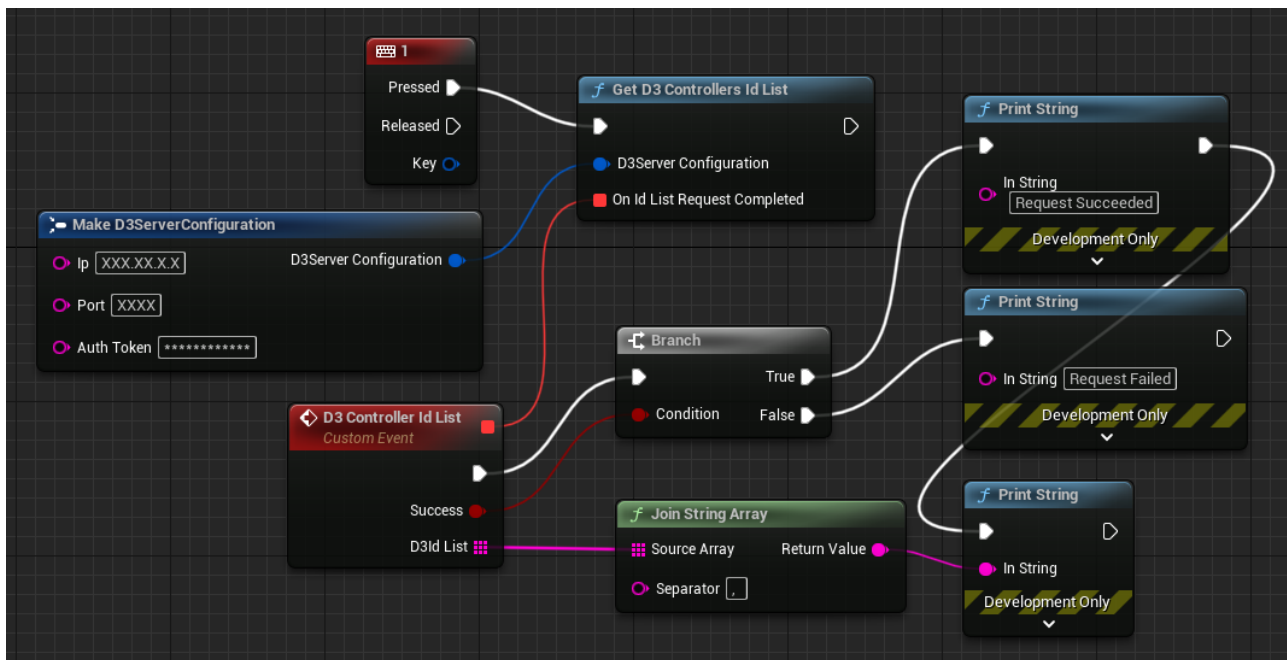 1
Pressed
Released
Key
f Get D3 Controllers Id List
D3Server Configuration
On Id List Request Completed
f Print String
In String
Request Succeeded
Development Only
Make D3ServerConfiguration
Ip XXX.XX.X.X
D3Server Configuration
Port XXXX
Auth Token ************
f Print String
In String Request Failed
Development Only
Branch
True
Condition
False
D3 Controller Id List
Custom Event
Success
D3Id List
f Join String Array
Source Array
Return Value
Separator ,
f Print String
In String
Development Only